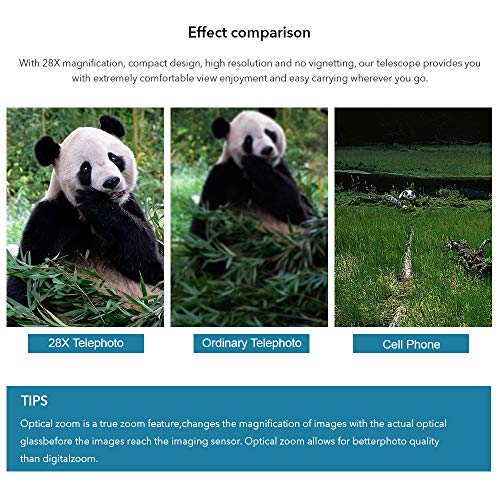 Effect comparison
With 28X magnification, compact design, high resolution and no vignetting, our telescope provides you
with extremely comfortable view enjoyment and easy carrying wherever you go.
28X Telephoto
Ordinary Telephoto
Cell Phone
TIPS
Optical zoom is a true zoom feature,changes the magnification of images with the actual optical
glassbefore the images reach the imaging sensor. Optical zoom allows for betterphoto quality
than digitalzoom.